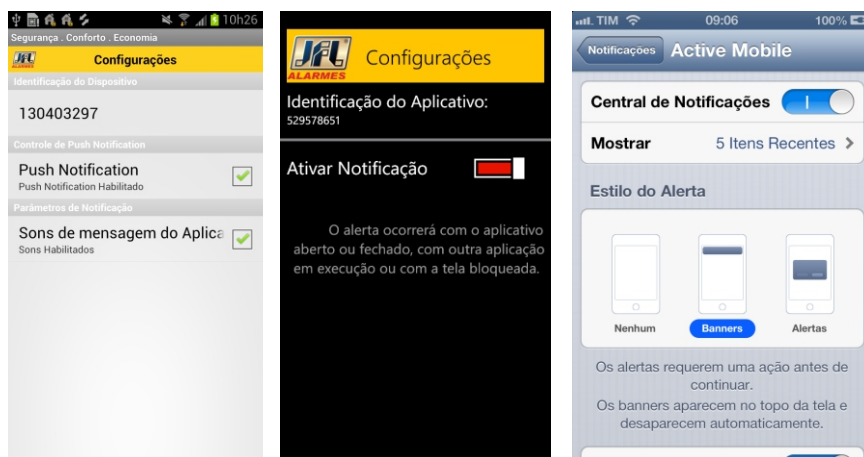 10h26
Segurança . Conforto . Economia
JFL
ALARMES
Configurações
Identificação do Dispositivo
130403297
Controle de Push Notification
Push Notification
Push Notification Habilitado
Parâmetros de Notificação
Sons de mensagem do Aplica
Sons Habilitados
JFL
ALARMES
Configurações
Identificação do Aplicativo:
529578651
Ativar Notificação
O alerta ocorrerá com o aplicativo
aberto ou fechado, com outra aplicação
em execução ou com a tela bloqueada.
TIM 09:06 100%
Notificações Active Mobile
Central de Notificações
Mostrar 5 Itens Recentes
Estilo do Alerta
Nenhum Banners Alertas
Os alertas requerem uma ação antes de
continuar.
Os banners aparecem no topo da tela e
desaparecem automaticamente.